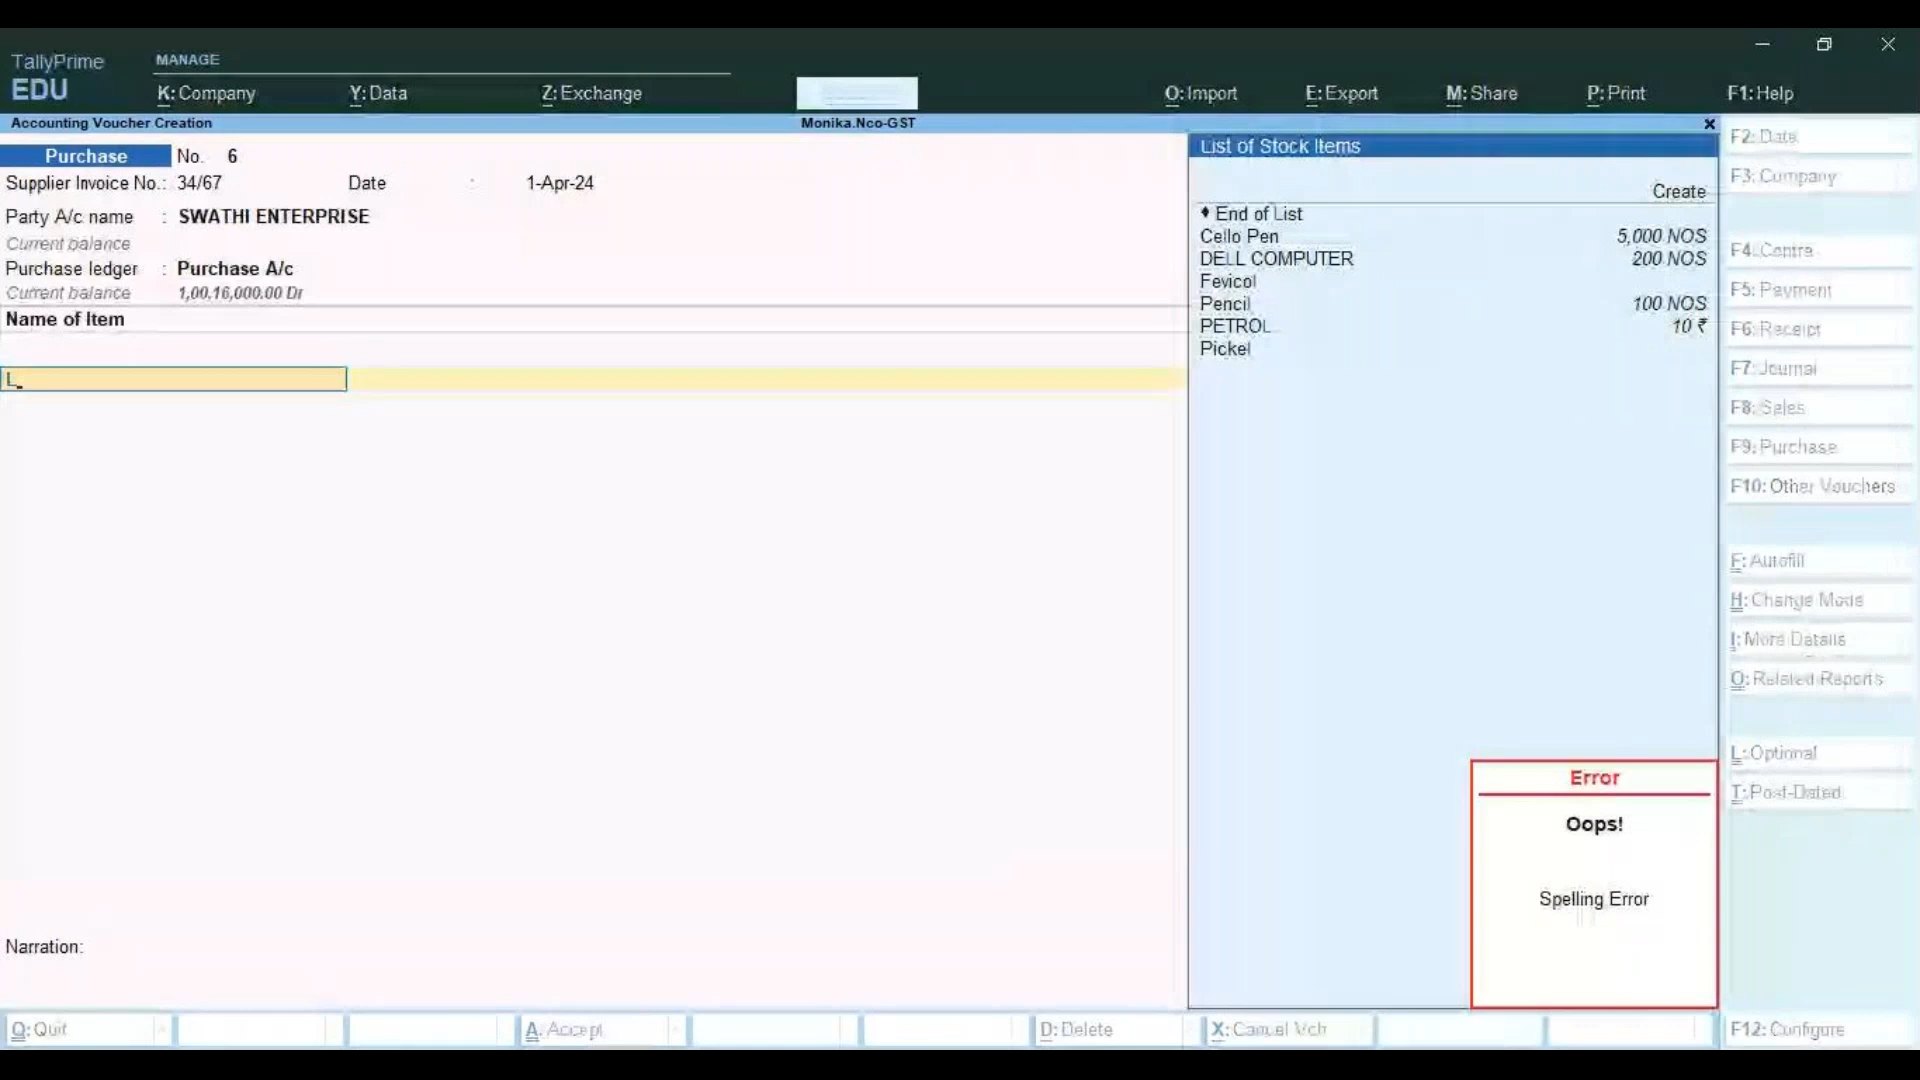 TallyPrime
EDU
MANAGE
K: Company
Y: Data
Z: Exchange
O: Import
E: Export
M: Share
P: Print
F1: Help
Accounting Voucher Creation
Monika.Nco-GST
Purchase No. 6
Supplier Invoice No.: 34/67 Date : 1-Apr-24
Party A/c name : SWATHI ENTERPRISE
Current balance
Purchase ledger : Purchase A/c
Current balance 1,00,16,000.00 Dr
Name of Item
L
Narration:
List of Stock Items
Create
♦ End of List
Cello Pen 5,000 NOS
DELL COMPUTER 200 NOS
Fevicol
Pencil 100 NOS
PETROL 10 ₹
Pickel
Error
Oops!
Spelling Error
F2: Date
F3: Company
F4: Contra
F5: Payment
F6: Receipt
F7: Journal
F8: Sales
F9: Purchase
F10: Other Vouchers
F: Autofill
H: Change Mode
I: More Details
O: Related Reports
L: Optional
T: Post-Dated
Q: Quit
A: Accept
D: Delete
X: Cancel Vch
F12: Configure